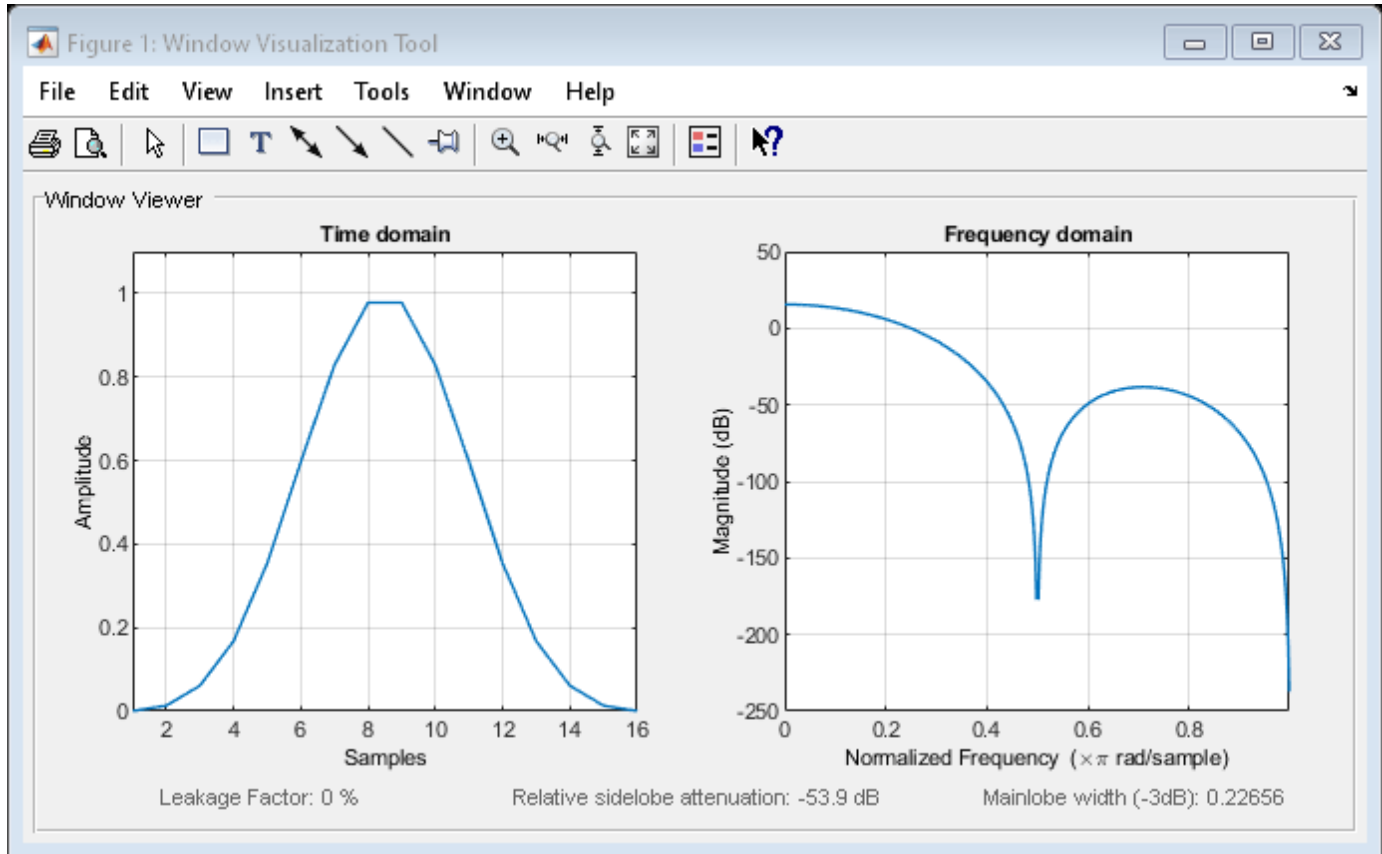 Figure 1: Window Visualization Tool
File Edit View Insert Tools Window Help
T
?
Window Viewer
Time domain
1
0.8
0.6
0.4
0.2
0
Amplitude
2 4 6 8 10 12 14 16
Samples
Frequency domain
50
0
-50
-100
-150
-200
-250
Magnitude (dB)
0 0.2 0.4 0.6 0.8
Normalized Frequency (×π rad/sample)
Leakage Factor: 0 % Relative sidelobe attenuation: -53.9 dB Mainlobe width (-3dB): 0.22656